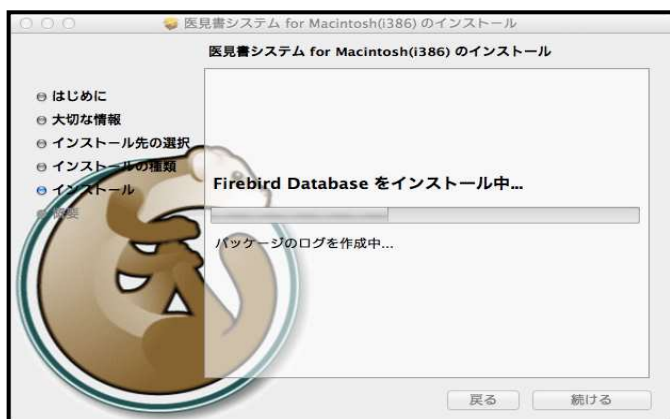 医見書システム for Macintosh(i386) のインストール
医見書システム for Macintosh(i386) のインストール
はじめに
大切な情報
インストール先の選択
インストールの種類
インストール
概要
Firebird Database をインストール中...
パッケージのログを作成中...
戻る
続ける